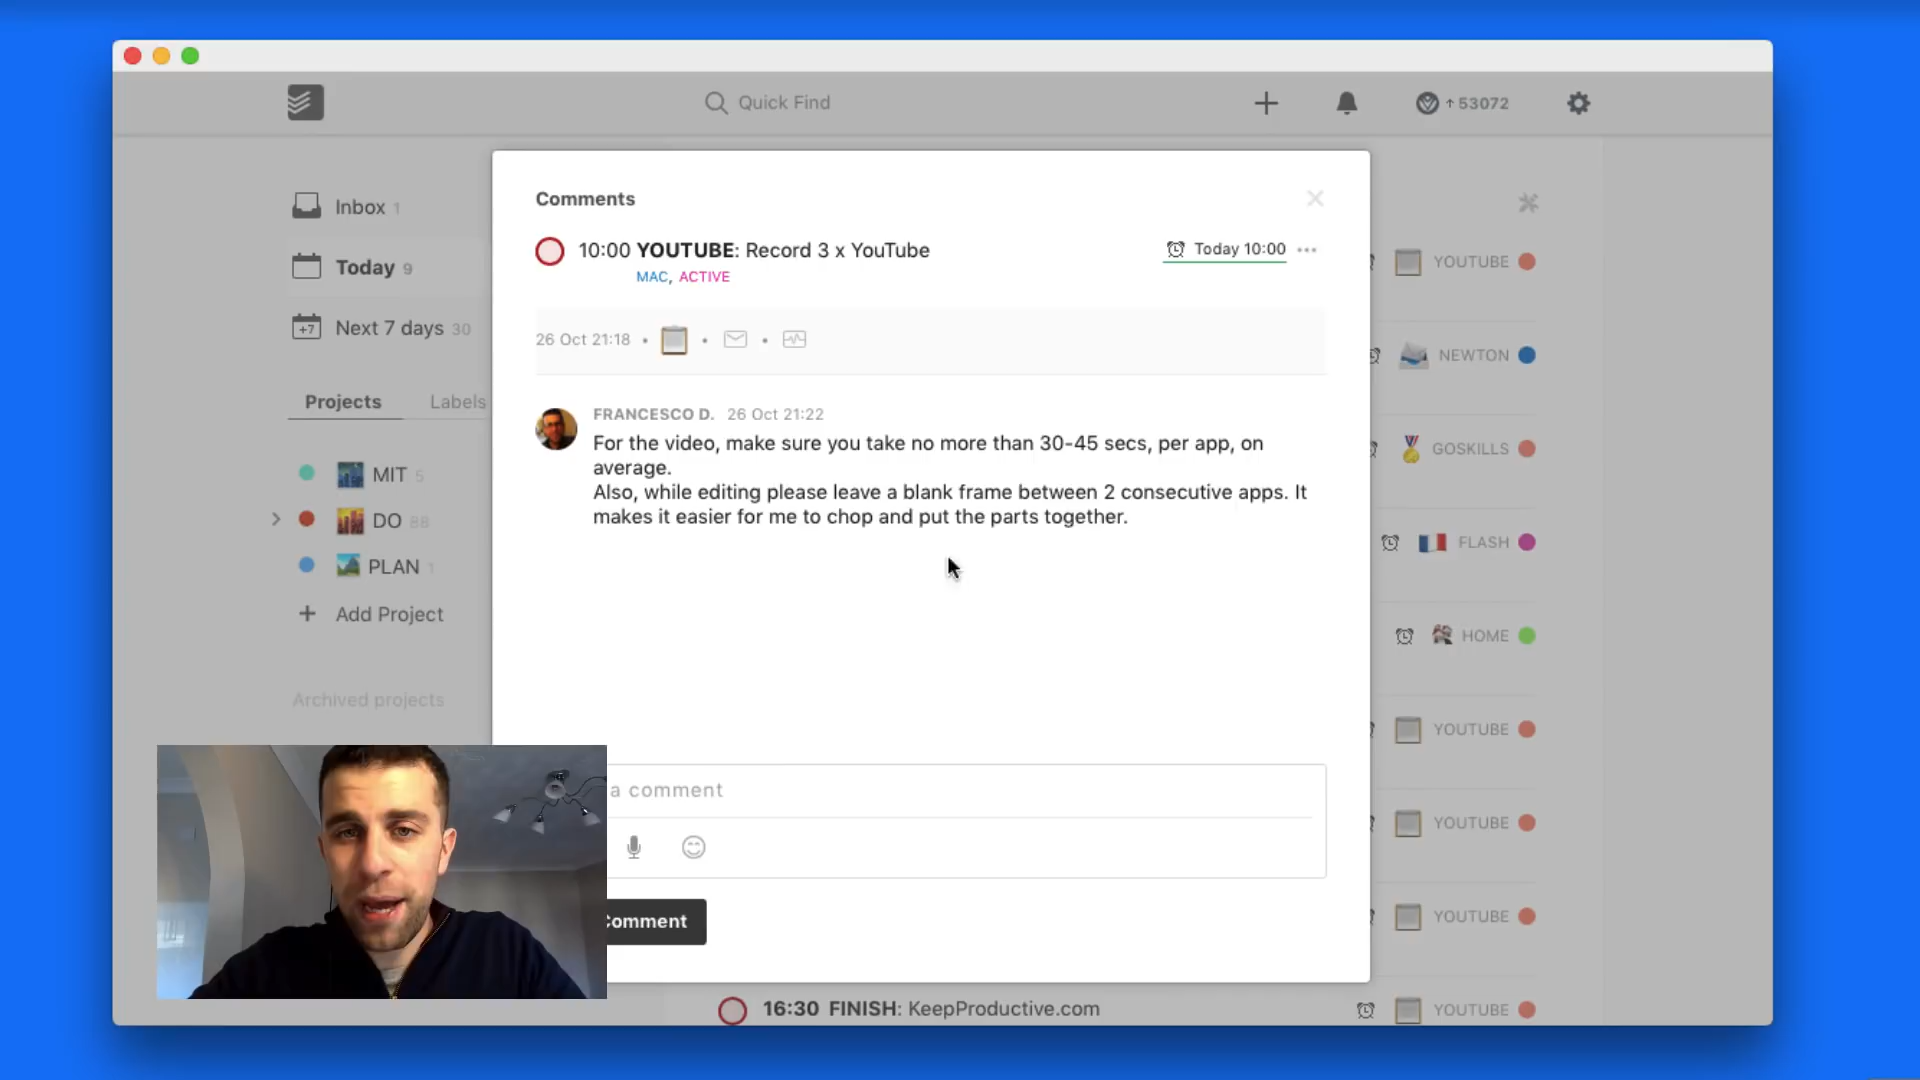 Quick Find
↑ 53072
Inbox 1
Today 9
Next 7 days 30
+7
Projects Labels
MIT 5
DO 88
PLAN 1
+ Add Project
Archived projects
Comments
10:00 YOUTUBE: Record 3 x YouTube
Today 10:00
MAC, ACTIVE
26 Oct 21:18
FRANCESCO D. 26 Oct 21:22
For the video, make sure you take no more than 30-45 secs, per app, on
average.
Also, while editing please leave a blank frame between 2 consecutive apps. It
makes it easier for me to chop and put the parts together.
a comment
Comment
YOUTUBE
NEWTON
GOSKILLS
FLASH
HOME
YOUTUBE
YOUTUBE
YOUTUBE
16:30 FINISH: KeepProductive.com
YOUTUBE